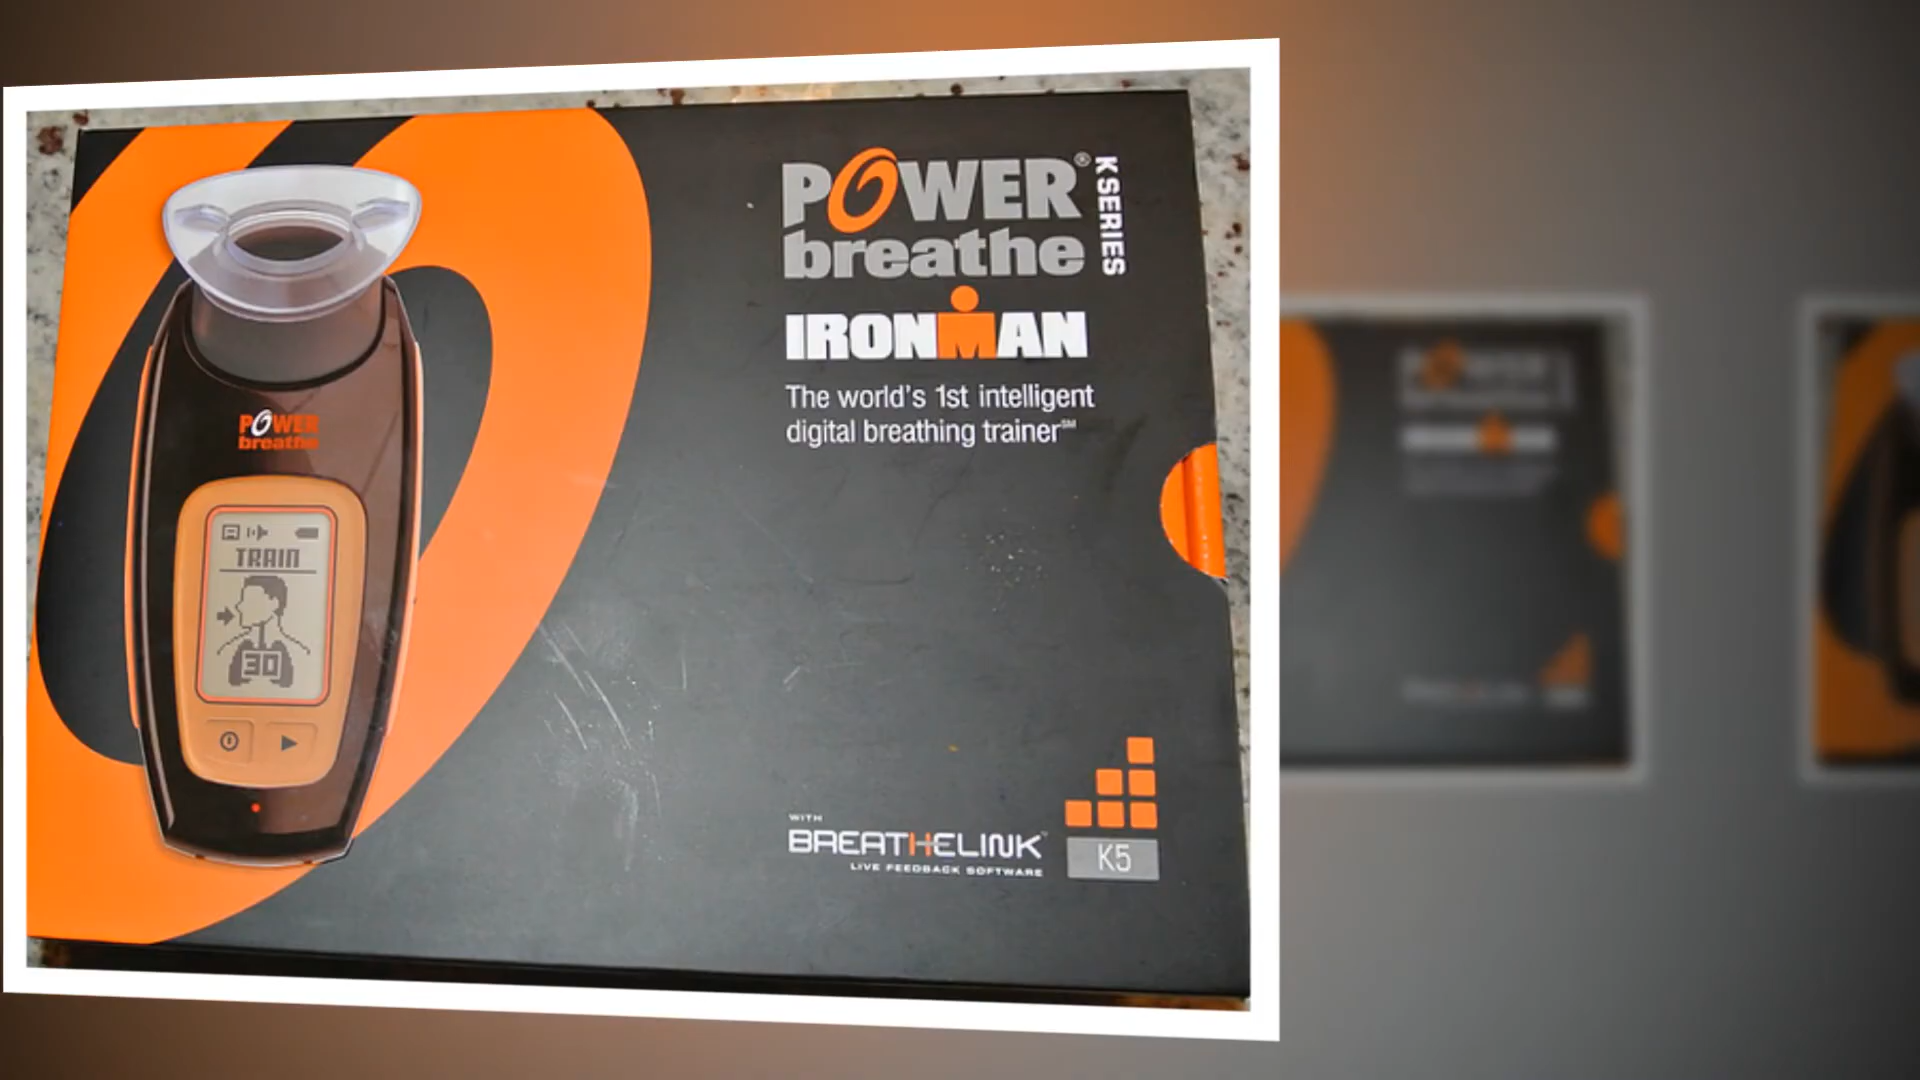 POWER®
breathe
K SERIES
IRONMAN
The world's 1st intelligent
digital breathing trainer℠
POWER
breathe
TRAIN
30
WITH
BREATHELINK™
LIVE FEEDBACK SOFTWARE
K5